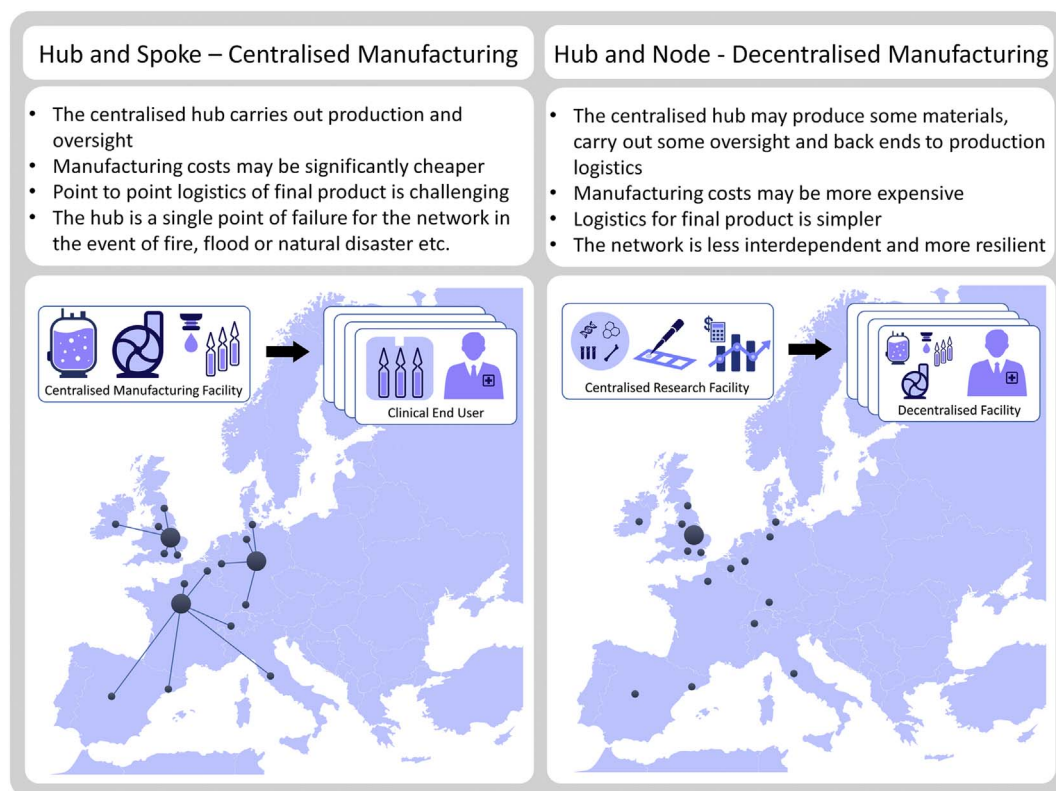 Hub and Spoke – Centralised Manufacturing
• The centralised hub carries out production and
oversight
• Manufacturing costs may be significantly cheaper
• Point to point logistics of final product is challenging
• The hub is a single point of failure for the network in
the event of fire, flood or natural disaster etc.
Centralised Manufacturing Facility
Clinical End User
Hub and Node - Decentralised Manufacturing
• The centralised hub may produce some materials,
carry out some oversight and back ends to production
logistics
• Manufacturing costs may be more expensive
• Logistics for final product is simpler
• The network is less interdependent and more resilient
$
Centralised Research Facility
Decentralised Facility